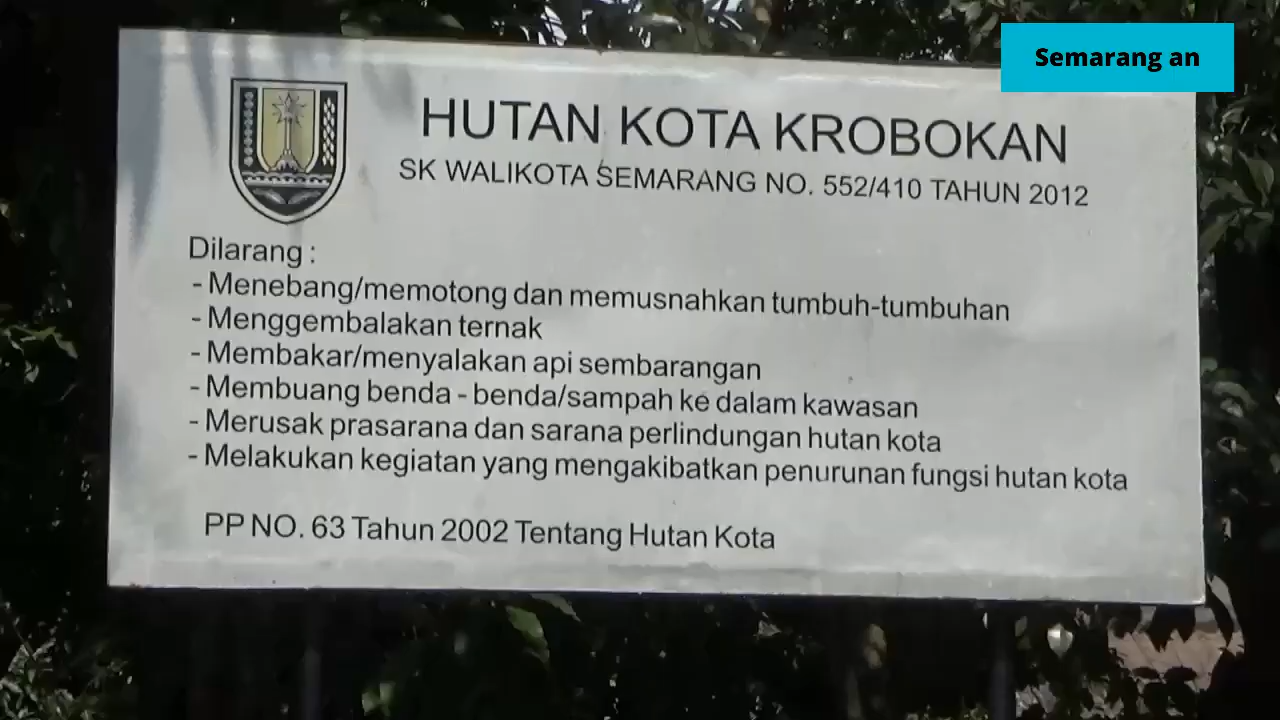 Semarang an
HUTAN KOTA KROBOKAN
SK WALIKOTA SEMARANG NO. 552/410 TAHUN 2012
Dilarang :
- Menebang/memotong dan memusnahkan tumbuh-tumbuhan
- Menggembalakan ternak
- Membakar/menyalakan api sembarangan
- Membuang benda - benda/sampah ke dalam kawasan
- Merusak prasarana dan sarana perlindungan hutan kota
- Melakukan kegiatan yang mengakibatkan penurunan fungsi hutan kota
PP NO. 63 Tahun 2002 Tentang Hutan Kota